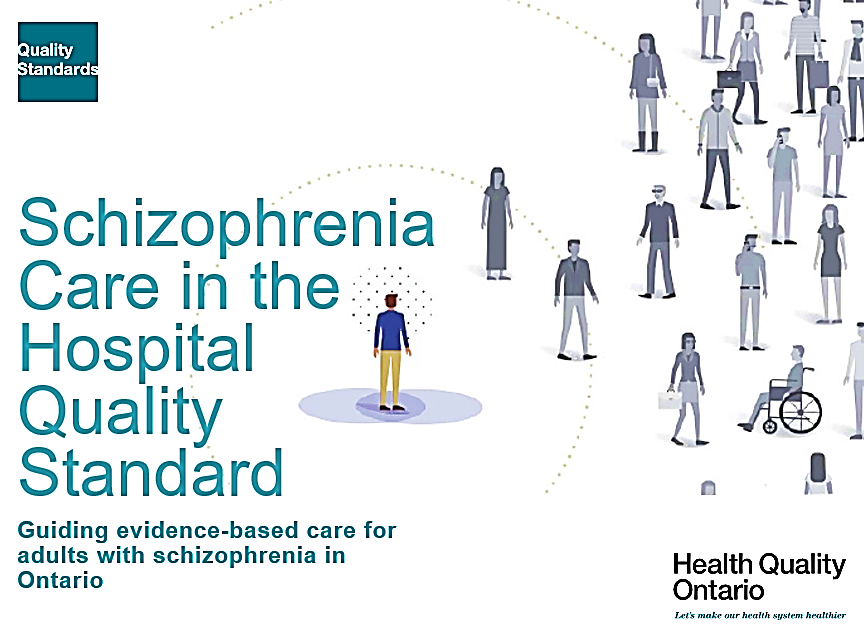 Quality
Standards
Schizophrenia
Care in the
Hospital
Quality
Standard
Guiding evidence-based care for
adults with schizophrenia in
Ontario
Health Quality
Ontario
Let's make our health system healthier